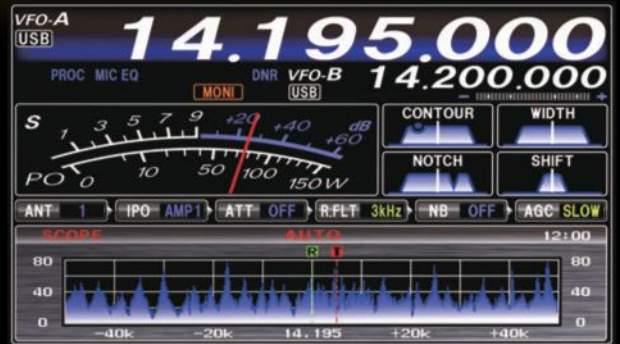 VFO-A
USB
14.195.000
PROC MIC EQ DNR VFO-B 14.200.000
MONI USB
- +
S 1 3 5 7 9 +20 +40 +60 dB
PO 0 10 50 100 150 W
CONTOUR WIDTH
NOTCH SHIFT
ANT 1 IPO AMP1 ATT OFF R.FLT 3kHz NB OFF AGC SLOW
SCOPE AUTO 12:00
R T
80 80
40 40
0 0
-40k -20k 14.195 +20k +40k